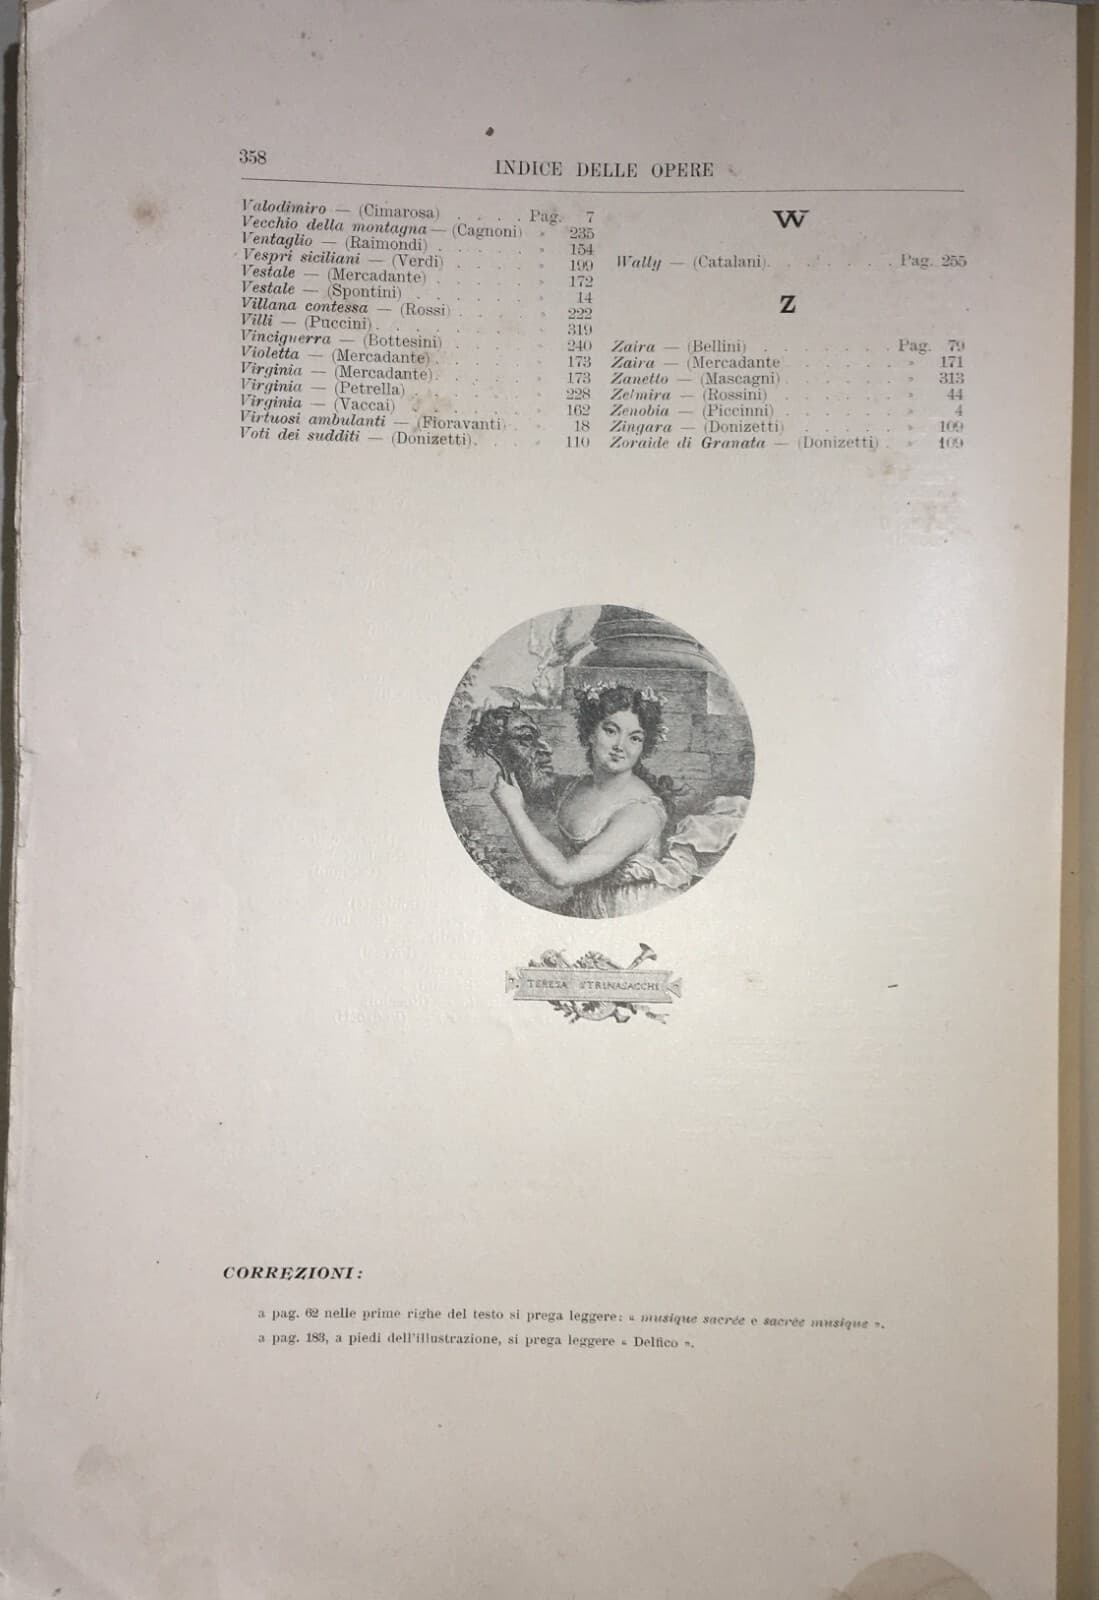 358
INDICE DELLE OPERE
Valodimiro — (Cimarosa) . . . . Pag. 7
Vecchio della montagna — (Cagnoni) » 235
Ventaglio — (Raimondi) . . . . . » 154
Vespri siciliani — (Verdi) . . . . » 199
Vestale — (Mercadante) . . . . . » 172
Vestale — (Spontini) . . . . . . » 14
Villana contessa — (Rossi) . . . . » 222
Villi — (Puccini) . . . . . . . » 319
Vinciguerra — (Bottesini) . . . . » 240
Violetta — (Mercadante) . . . . . » 173
Virginia — (Mercadante) . . . . . » 173
Virginia — (Petrella) . . . . . . » 228
Virginia — (Vaccai) . . . . . . » 162
Virtuosi ambulanti — (Fioravanti) . » 18
Voti dei sudditi — (Donizetti) . . . » 110
W
Wally — (Catalani) . . . . . . . Pag. 255
Z
Zaira — (Bellini) . . . . . . . Pag. 79
Zaira — (Mercadante . . . . . . » 171
Zanetto — (Mascagni) . . . . . . » 313
Zelmira — (Rossini) . . . . . . » 44
Zenobia — (Piccinni) . . . . . . » 4
Zingara — (Donizetti) . . . . . . » 109
Zoraide di Granata — (Donizetti) . » 109
TERESA STRINASACCHI
CORREZIONI:
a pag. 62 nelle prime righe del testo si prega leggere: « musique sacrée e sacrée musique ».
a pag. 183, a piedi dell'illustrazione, si prega leggere « Delfico ».